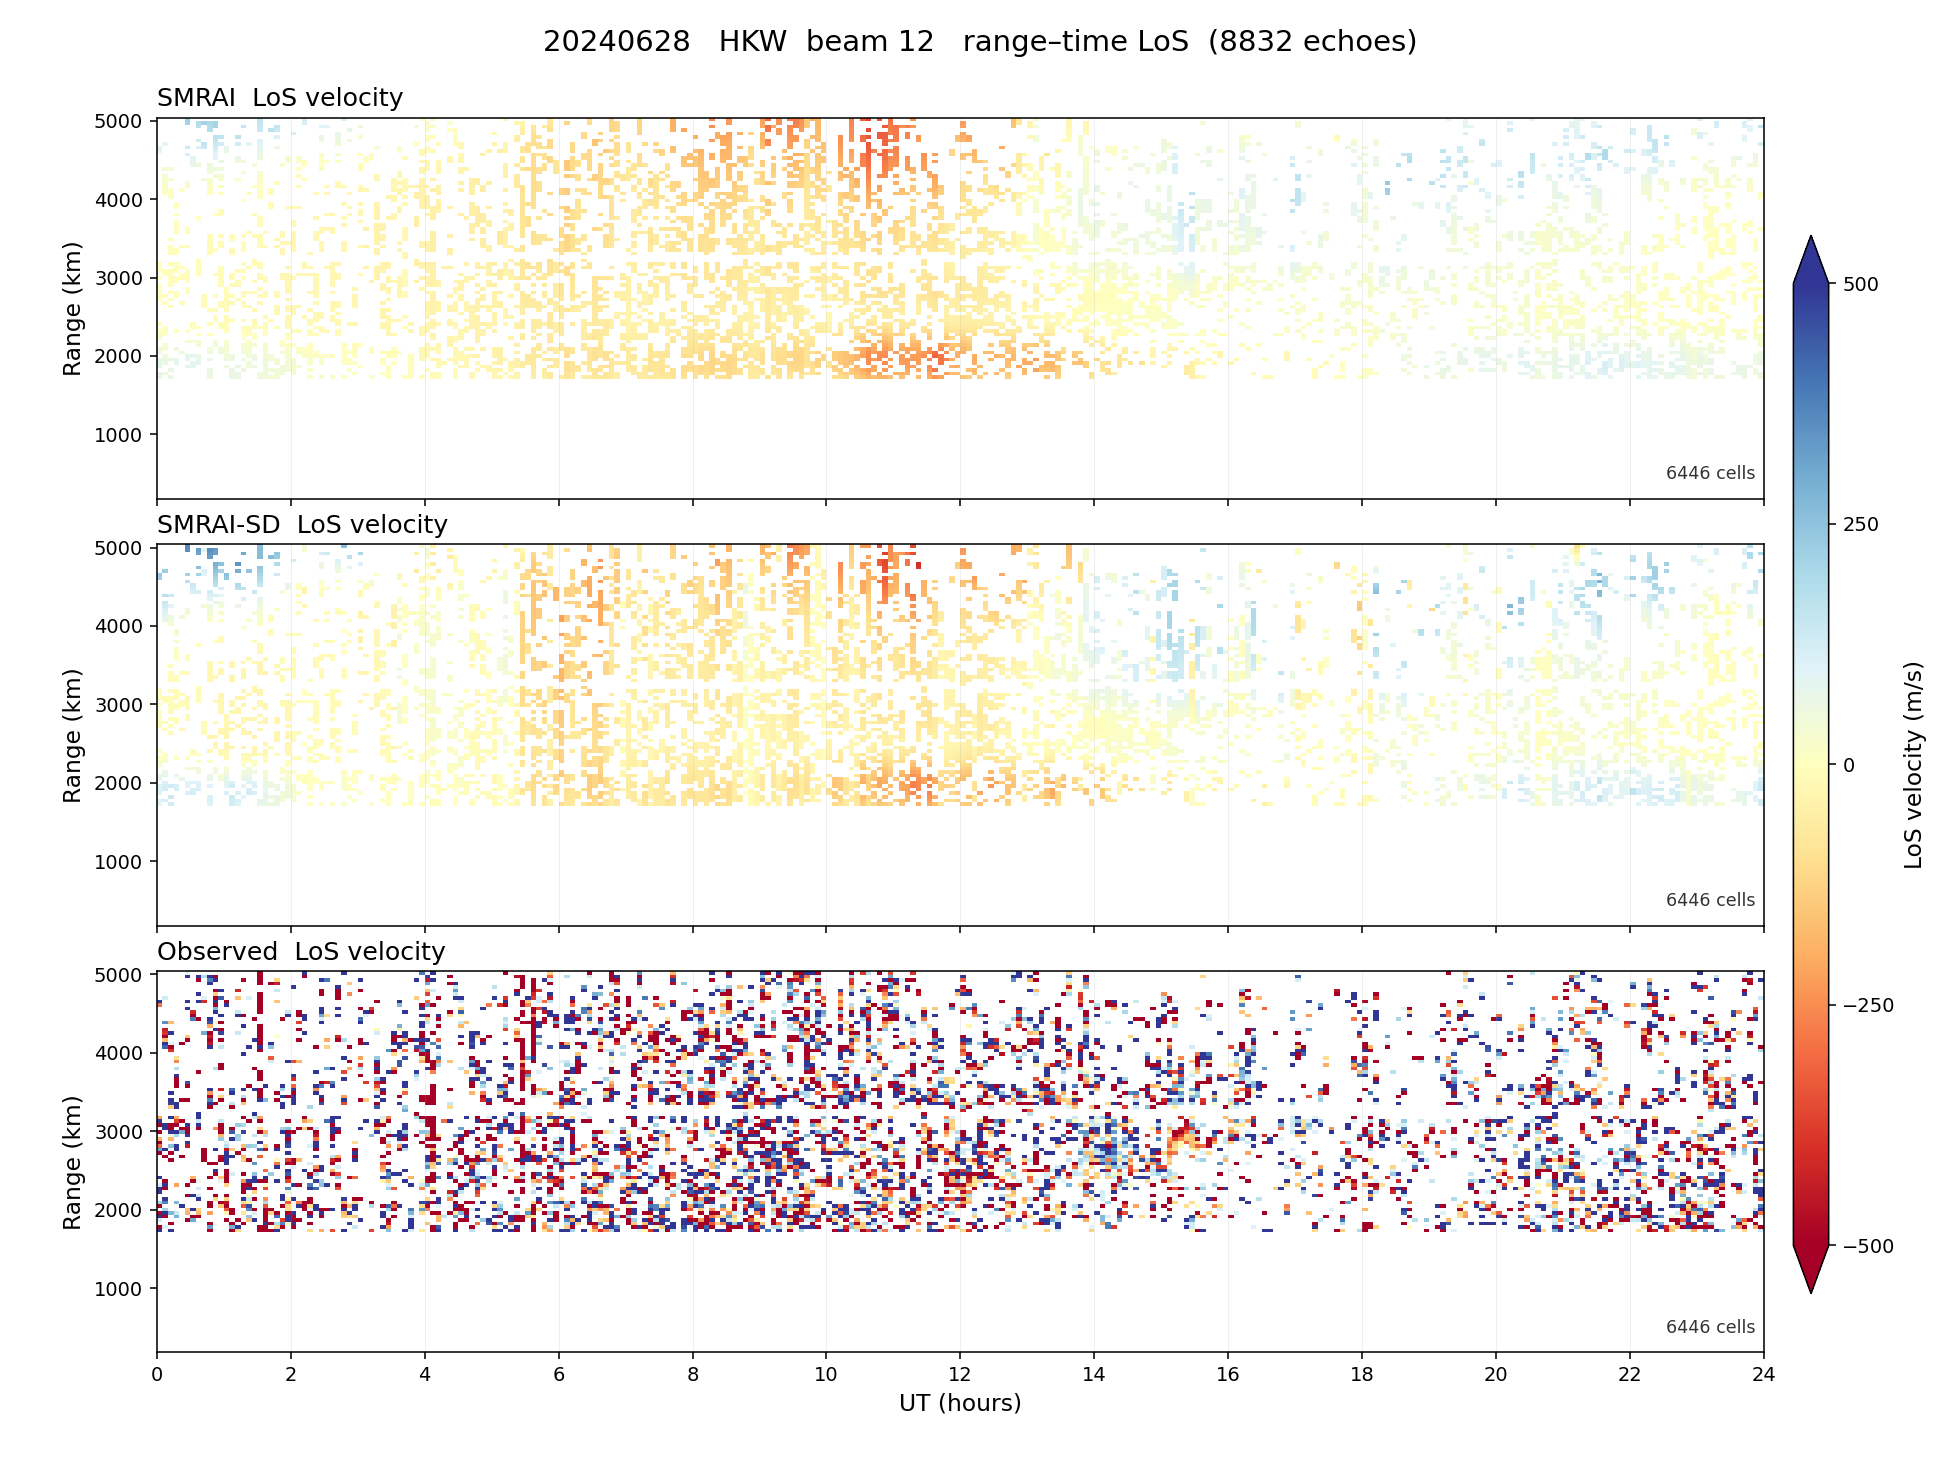 20240628   HKW  beam 12   range–time LoS  (8832 echoes)
SMRAI  LoS velocity
5000
4000
3000
2000
1000
Range (km)
6446 cells
SMRAI-SD  LoS velocity
5000
4000
3000
2000
1000
Range (km)
6446 cells
Observed  LoS velocity
5000
4000
3000
2000
1000
Range (km)
6446 cells
0 2 4 6 8 10 12 14 16 18 20 22 24
UT (hours)
500
250
0
−250
−500
LoS velocity (m/s)